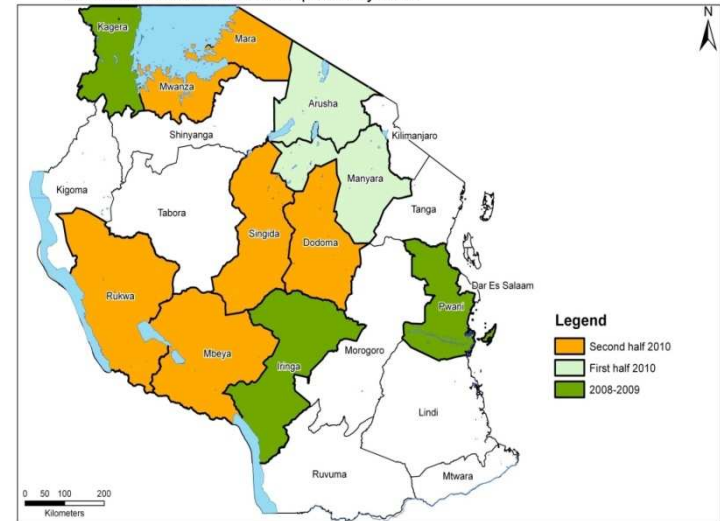 N
Kagera
Mara
Mwanza
Arusha
Shinyanga
Kilimanjaro
Kigoma
Manyara
Tabora
Tanga
Singida
Dodoma
Dar Es Salaam
Rukwa
Pwani
Mbeya
Iringa
Morogoro
Lindi
Ruvuma
Mtwara
Legend
Second half 2010
First half 2010
2008-2009
0 50 100 200
Kilometers